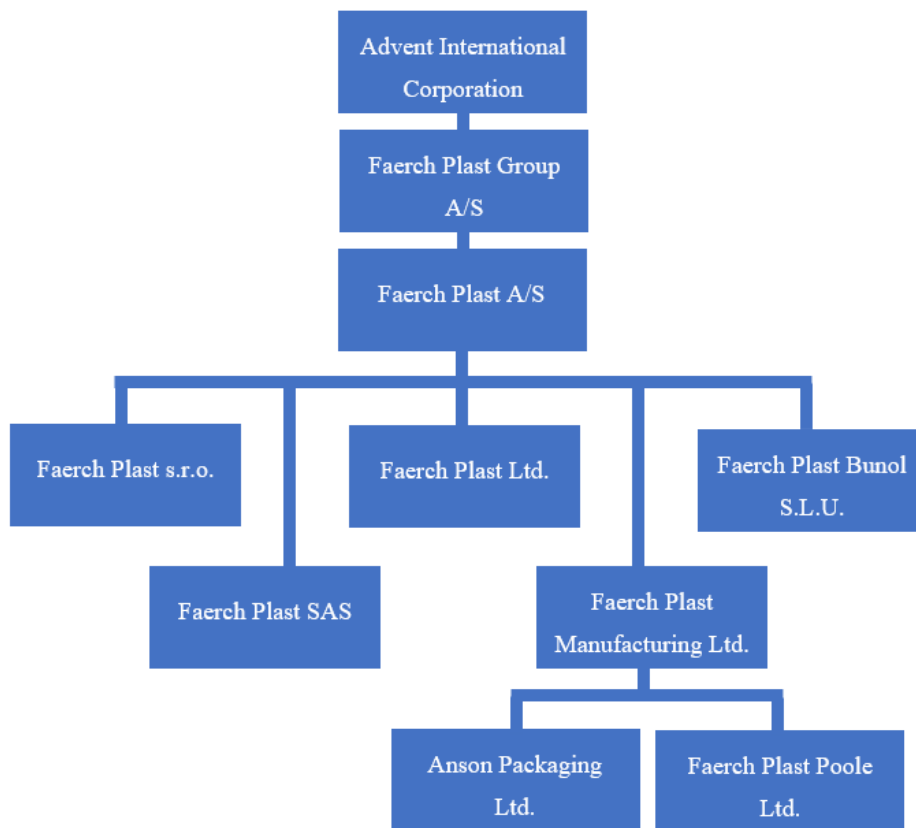 Advent International
Corporation
Faerch Plast Group
A/S
Faerch Plast A/S
Faerch Plast s.r.o.
Faerch Plast Ltd.
Faerch Plast Bunol
S.L.U.
Faerch Plast SAS
Faerch Plast
Manufacturing Ltd.
Anson Packaging
Ltd.
Faerch Plast Poole
Ltd.